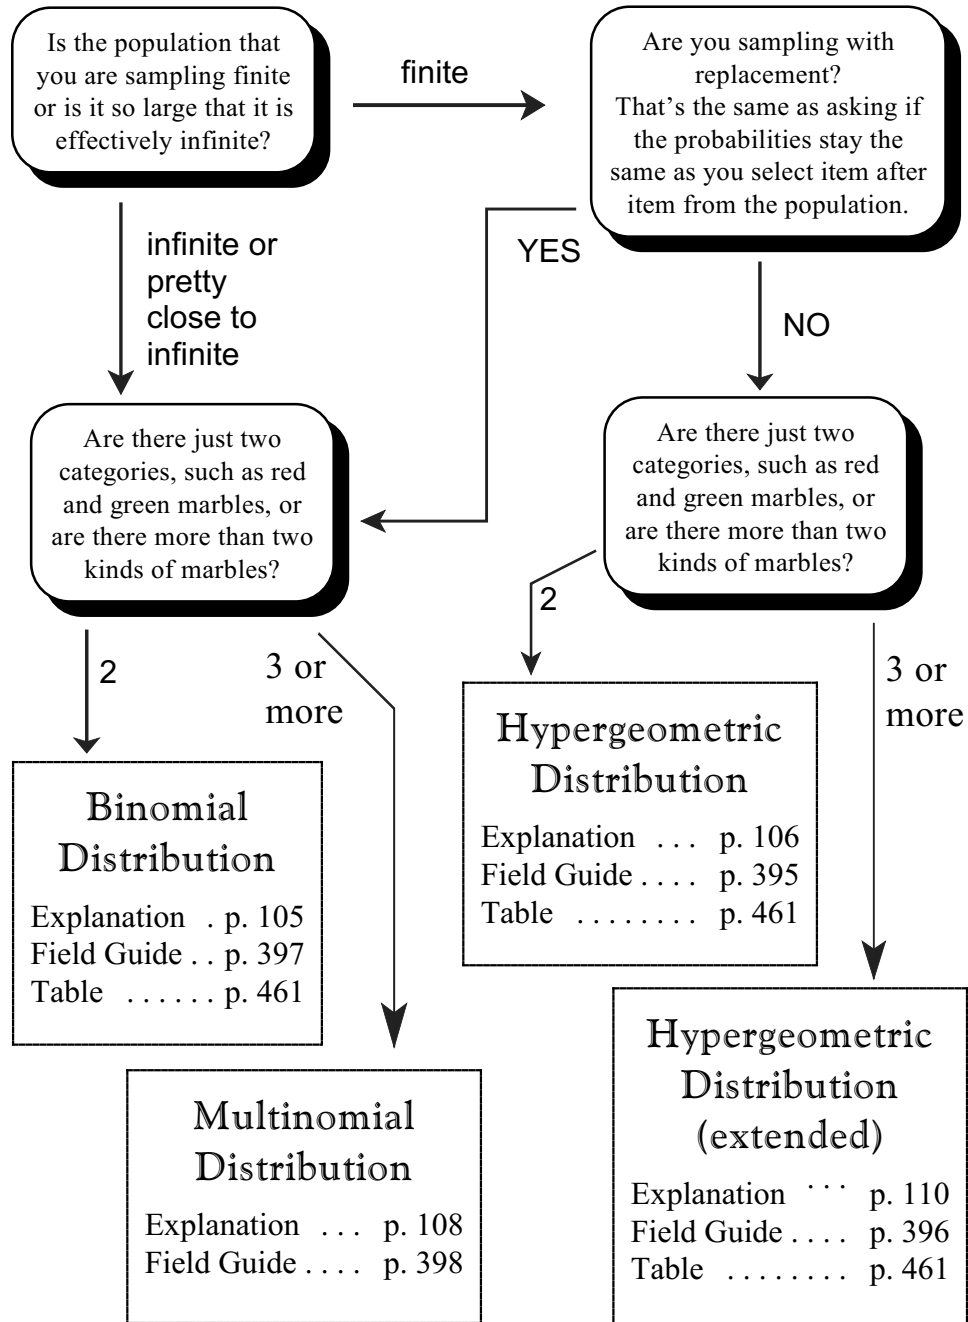 Is the population that
you are sampling finite
or is it so large that it is
effectively infinite?
finite
Are you sampling with
replacement?
That’s the same as asking if
the probabilities stay the
same as you select item after
item from the population.
infinite or
pretty
close to
infinite
YES
NO
Are there just two
categories, such as red
and green marbles, or
are there more than two
kinds of marbles?
Are there just two
categories, such as red
and green marbles, or
are there more than two
kinds of marbles?
2
3 or
more
2
3 or
more
Binomial
Distribution
Explanation . p. 105
Field Guide . . p. 397
Table ...... p. 461
Hypergeometric
Distribution
Explanation ... p. 106
Field Guide .... p. 395
Table ........ p. 461
Multinomial
Distribution
Explanation ... p. 108
Field Guide .... p. 398
Hypergeometric
Distribution
(extended)
Explanation ... p. 110
Field Guide .... p. 396
Table ........ p. 461